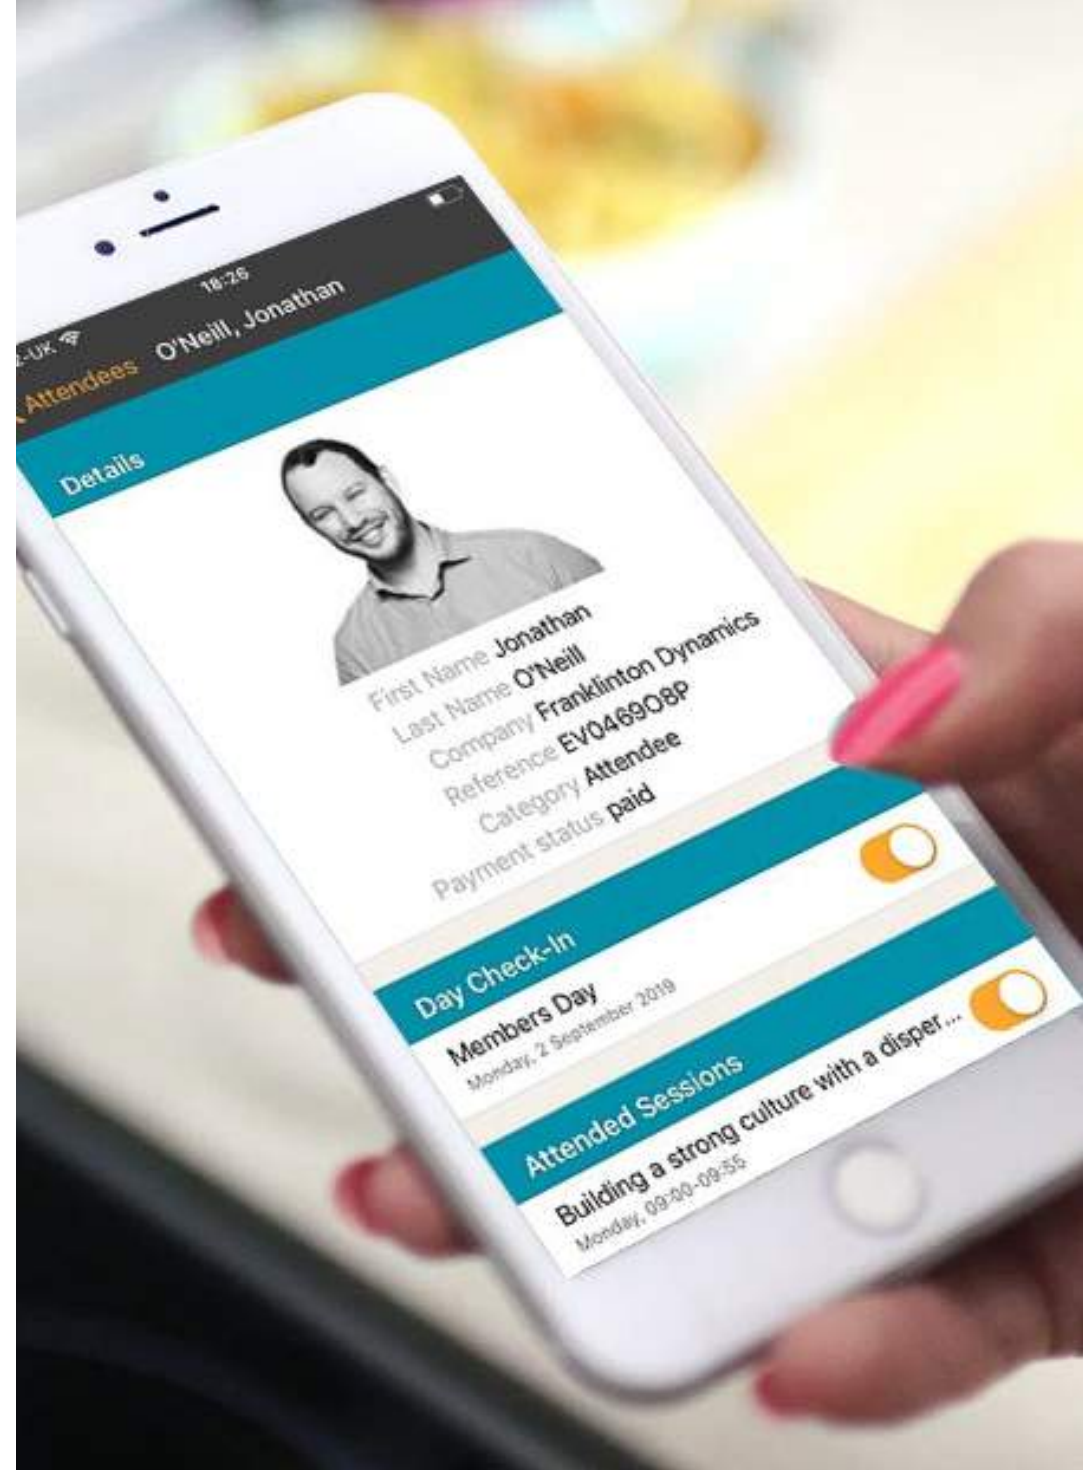 2-UK
18:26
Attendees O'Neill, Jonathan
Details
First Name Jonathan
Last Name O'Neill
Company Franklinton Dynamics
Reference EV0469O8P
Category Attendee
Payment status paid
Day Check-In
Members Day
Monday, 2 September 2019
Attended Sessions
Building a strong culture with a disper...
Monday, 09:00-09:55